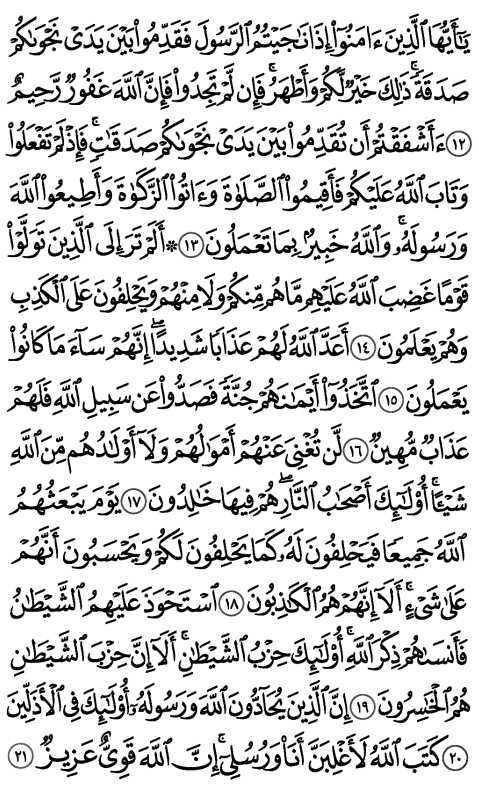 يَـٰٓأَيُّهَا ٱلَّذِينَ ءَامَنُوٓا۟ إِذَا نَـٰجَيْتُمُ ٱلرَّسُولَ فَقَدِّمُوا۟ بَيْنَ يَدَىْ نَجْوَىٰكُمْ
صَدَقَةً ۚ ذَٰلِكَ خَيْرٌ لَّكُمْ وَأَطْهَرُ ۚ فَإِن لَّمْ تَجِدُوا۟ فَإِنَّ ٱللَّهَ غَفُورٌ رَّحِيمٌ
١٢ ءَأَشْفَقْتُمْ أَن تُقَدِّمُوا۟ بَيْنَ يَدَىْ نَجْوَىٰكُمْ صَدَقَـٰتٍ ۚ فَإِذْ لَمْ تَفْعَلُوا۟
وَتَابَ ٱللَّهُ عَلَيْكُمْ فَأَقِيمُوا۟ ٱلصَّلَوٰةَ وَءَاتُوا۟ ٱلزَّكَوٰةَ وَأَطِيعُوا۟ ٱللَّهَ
وَرَسُولَهُۥ ۚ وَٱللَّهُ خَبِيرٌۢ بِمَا تَعْمَلُونَ ١٣ ۞ أَلَمْ تَرَ إِلَى ٱلَّذِينَ تَوَلَّوْا۟
قَوْمًا غَضِبَ ٱللَّهُ عَلَيْهِم مَّا هُم مِّنكُمْ وَلَا مِنْهُمْ وَيَحْلِفُونَ عَلَى ٱلْكَذِبِ
وَهُمْ يَعْلَمُونَ ١٤ أَعَدَّ ٱللَّهُ لَهُمْ عَذَابًا شَدِيدًا ۖ إِنَّهُمْ سَآءَ مَا كَانُوا۟
يَعْمَلُونَ ١٥ ٱتَّخَذُوٓا۟ أَيْمَـٰنَهُمْ جُنَّةً فَصَدُّوا۟ عَن سَبِيلِ ٱللَّهِ فَلَهُمْ
عَذَابٌ مُّهِينٌ ١٦ لَّن تُغْنِىَ عَنْهُمْ أَمْوَٰلُهُمْ وَلَآ أَوْلَـٰدُهُم مِّنَ ٱللَّهِ
شَيْـًٔا ۚ أُو۟لَـٰٓئِكَ أَصْحَـٰبُ ٱلنَّارِ ۖ هُمْ فِيهَا خَـٰلِدُونَ ١٧ يَوْمَ يَبْعَثُهُمُ
ٱللَّهُ جَمِيعًا فَيَحْلِفُونَ لَهُۥ كَمَا يَحْلِفُونَ لَكُمْ وَيَحْسَبُونَ أَنَّهُمْ
عَلَىٰ شَىْءٍ ۚ أَلَآ إِنَّهُمْ هُمُ ٱلْكَـٰذِبُونَ ١٨ ٱسْتَحْوَذَ عَلَيْهِمُ ٱلشَّيْطَـٰنُ
فَأَنسَىٰهُمْ ذِكْرَ ٱللَّهِ ۚ أُو۟لَـٰٓئِكَ حِزْبُ ٱلشَّيْطَـٰنِ ۚ أَلَآ إِنَّ حِزْبَ ٱلشَّيْطَـٰنِ
هُمُ ٱلْخَـٰسِرُونَ ١٩ إِنَّ ٱلَّذِينَ يُحَآدُّونَ ٱللَّهَ وَرَسُولَهُۥٓ أُو۟لَـٰٓئِكَ فِى ٱلْأَذَلِّينَ
٢٠ كَتَبَ ٱللَّهُ لَأَغْلِبَنَّ أَنَا۠ وَرُسُلِىٓ ۚ إِنَّ ٱللَّهَ قَوِىٌّ عَزِيزٌ ٢١